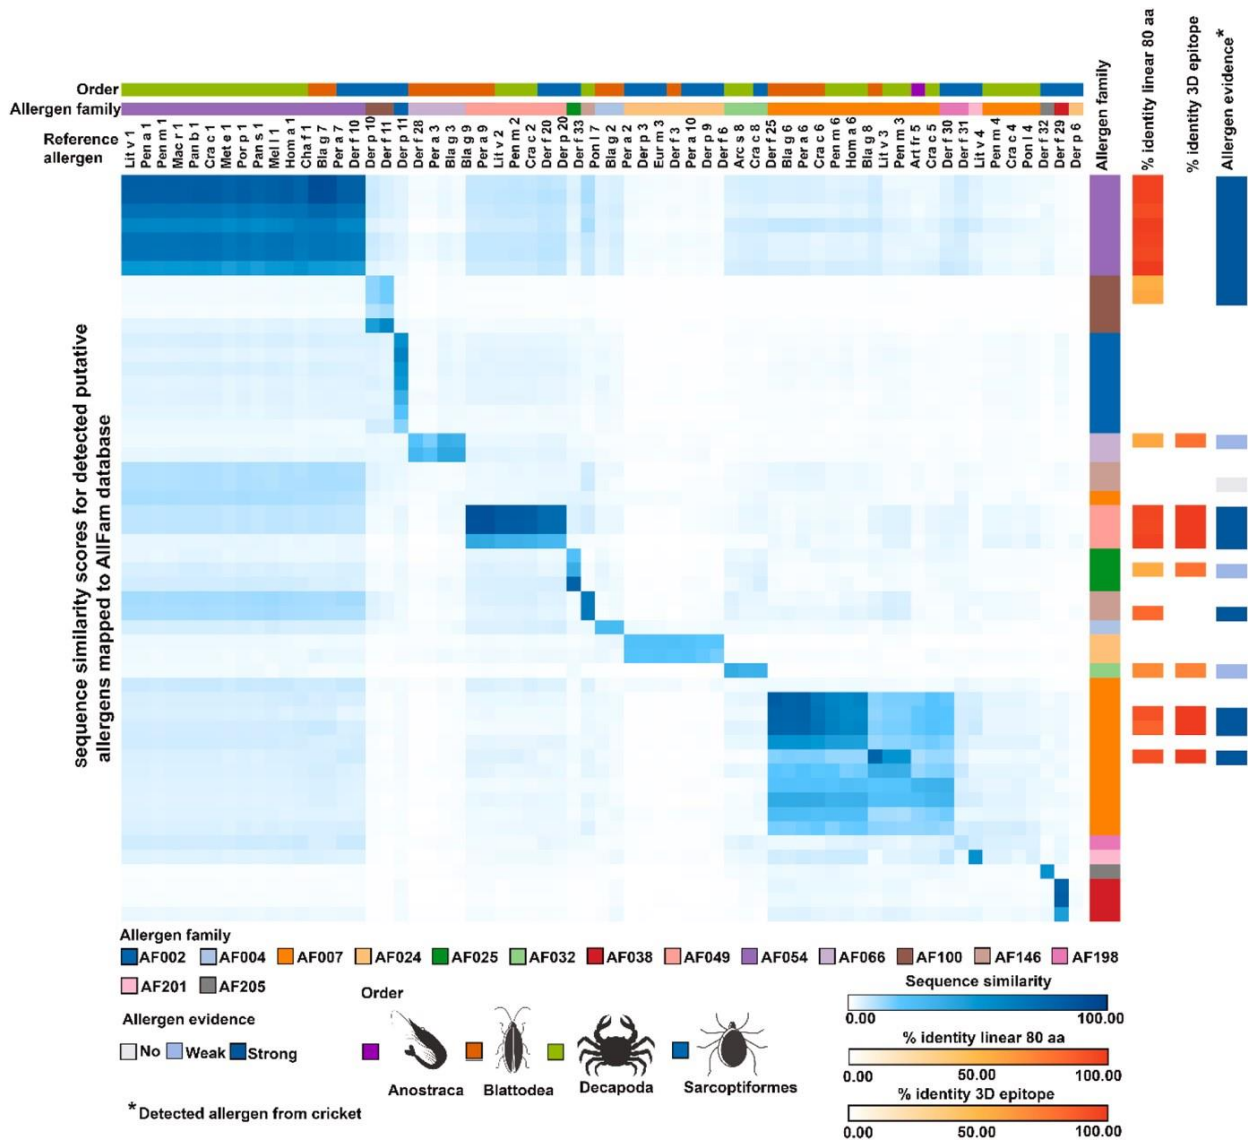 Order
Allergen family
Reference
allergen
Lit v 1
Pen a 1
Pen m 1
Mac r 1
Pan b 1
Cra c 1
Met e 1
Por p 1
Pan s 1
Mel l 1
Hom a 1
Cha f 1
Bla g 7
Per a 7
Der f 10
Der p 10
Der f 11
Der p 11
Der f 28
Per a 3
Bla g 3
Bla g 9
Per a 9
Lit v 2
Pen m 2
Cra c 2
Der f 20
Der p 20
Der f 33
Pon l 7
Bla g 2
Per a 2
Der p 3
Eur m 3
Der f 3
Per a 10
Der p 9
Der f 6
Arc s 8
Cra c 8
Der f 25
Bla g 6
Per a 6
Cra c 6
Pen m 6
Hom a 6
Bla g 8
Lit v 3
Pen m 3
Art fr 5
Cra c 5
Der f 30
Der f 31
Lit v 4
Pen m 4
Cra c 4
Pon l 4
Der f 32
Der f 29
Der p 6
Allergen family
% identity linear 80 aa
% identity 3D epitope
Allergen evidence*
sequence similarity scores for detected putative
allergens mapped to AllFam database
Allergen family
AF002 AF004 AF007 AF024 AF025 AF032 AF038 AF049 AF054 AF066 AF100 AF146 AF198
AF201 AF205
Allergen evidence
No Weak Strong
* Detected allergen from cricket
Order
Anostraca Blattodea Decapoda Sarcoptiformes
Sequence similarity
0.00 100.00
% identity linear 80 aa
0.00 50.00 100.00
% identity 3D epitope
0.00 50.00 100.00